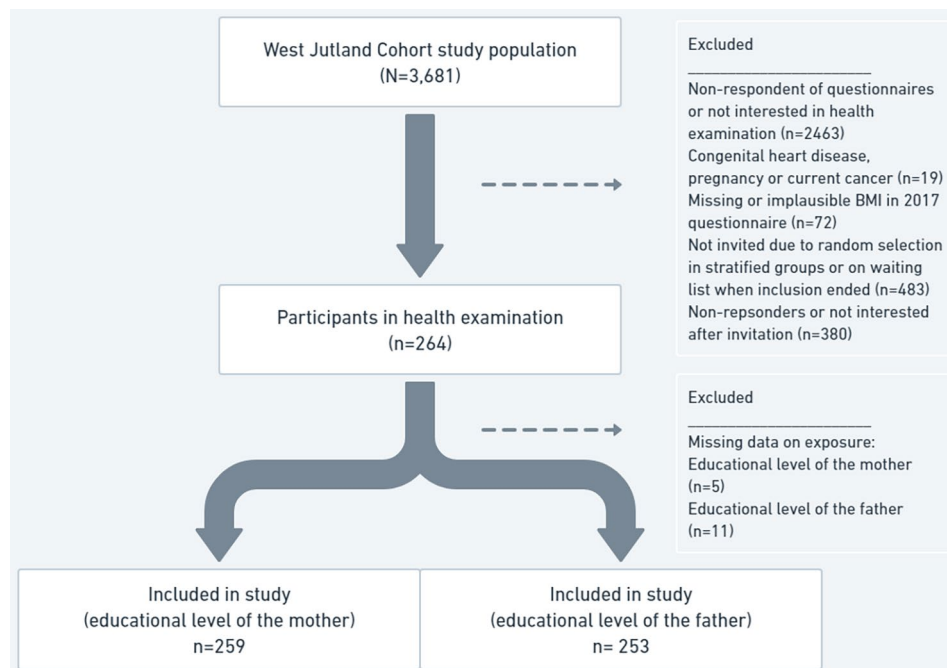 West Jutland Cohort study population
(N=3,681)
Excluded
Non-respondent of questionnaires
or not interested in health
examination (n=2463)
Congenital heart disease,
pregnancy or current cancer (n=19)
Missing or implausible BMI in 2017
questionnaire (n=72)
Not invited due to random selection
in stratified groups or on waiting
list when inclusion ended (n=483)
Non-repsonders or not interested
after invitation (n=380)
Participants in health examination
(n=264)
Excluded
Missing data on exposure:
Educational level of the mother
(n=5)
Educational level of the father
(n=11)
Included in study
(educational level of the mother)
n=259
Included in study
(educational level of the father)
n= 253